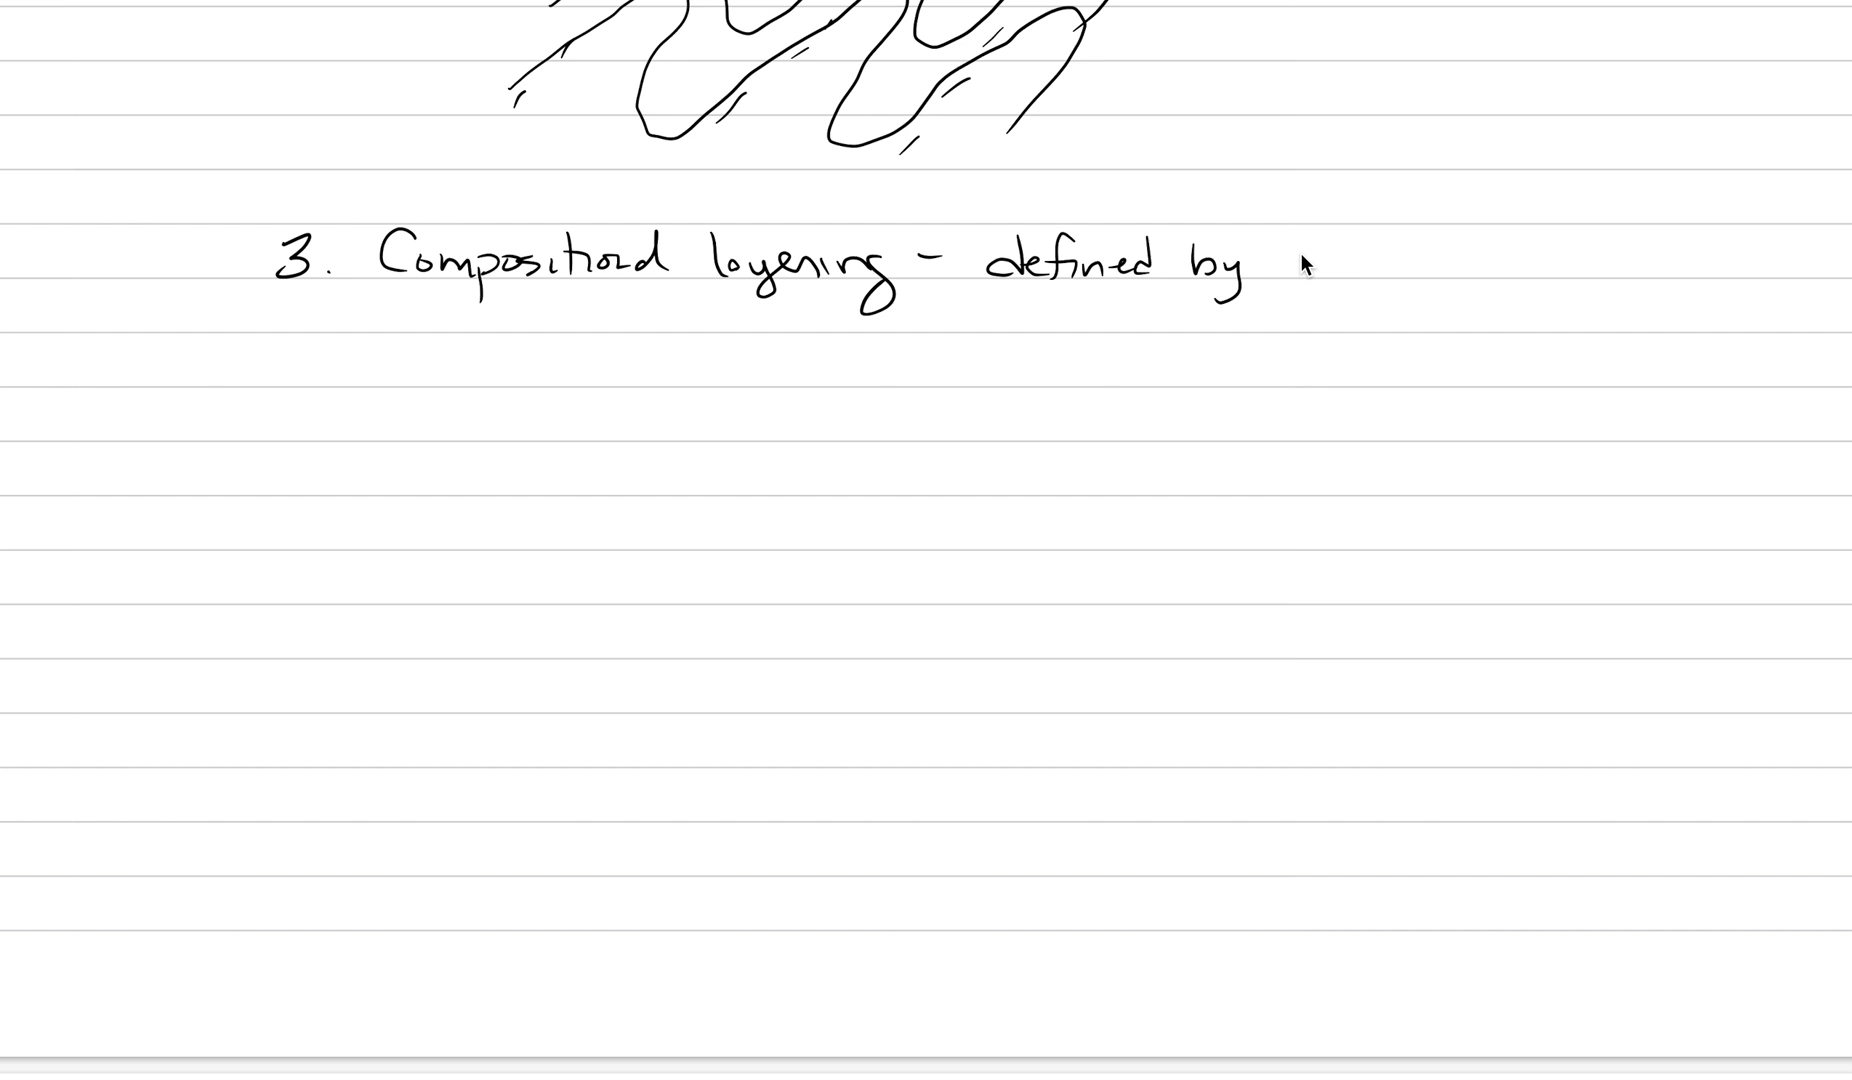 3. Compositional layering - defined by